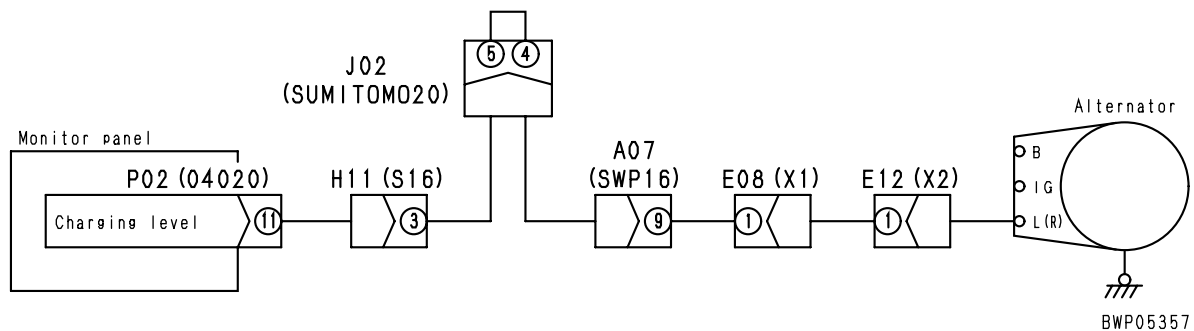 J02
(SUMITOMO20)
5 4
Monitor panel
P02 (04020)
Charging level
11
H11 (S16)
3
A07
(SWP16)
9
E08 (X1)
1
E12 (X2)
1
Alternator
B
IG
L (R)
BWP05357